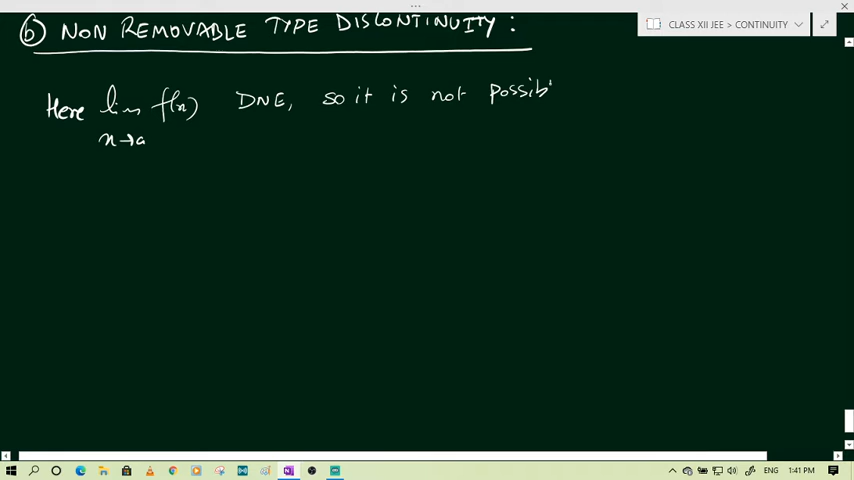 ...
CLASS XII JEE > CONTINUITY
(b) NON REMOVABLE TYPE DISCONTINUITY :
Here lim f(x) DNE, so it is not possib
x→a
ENG 1:41 PM